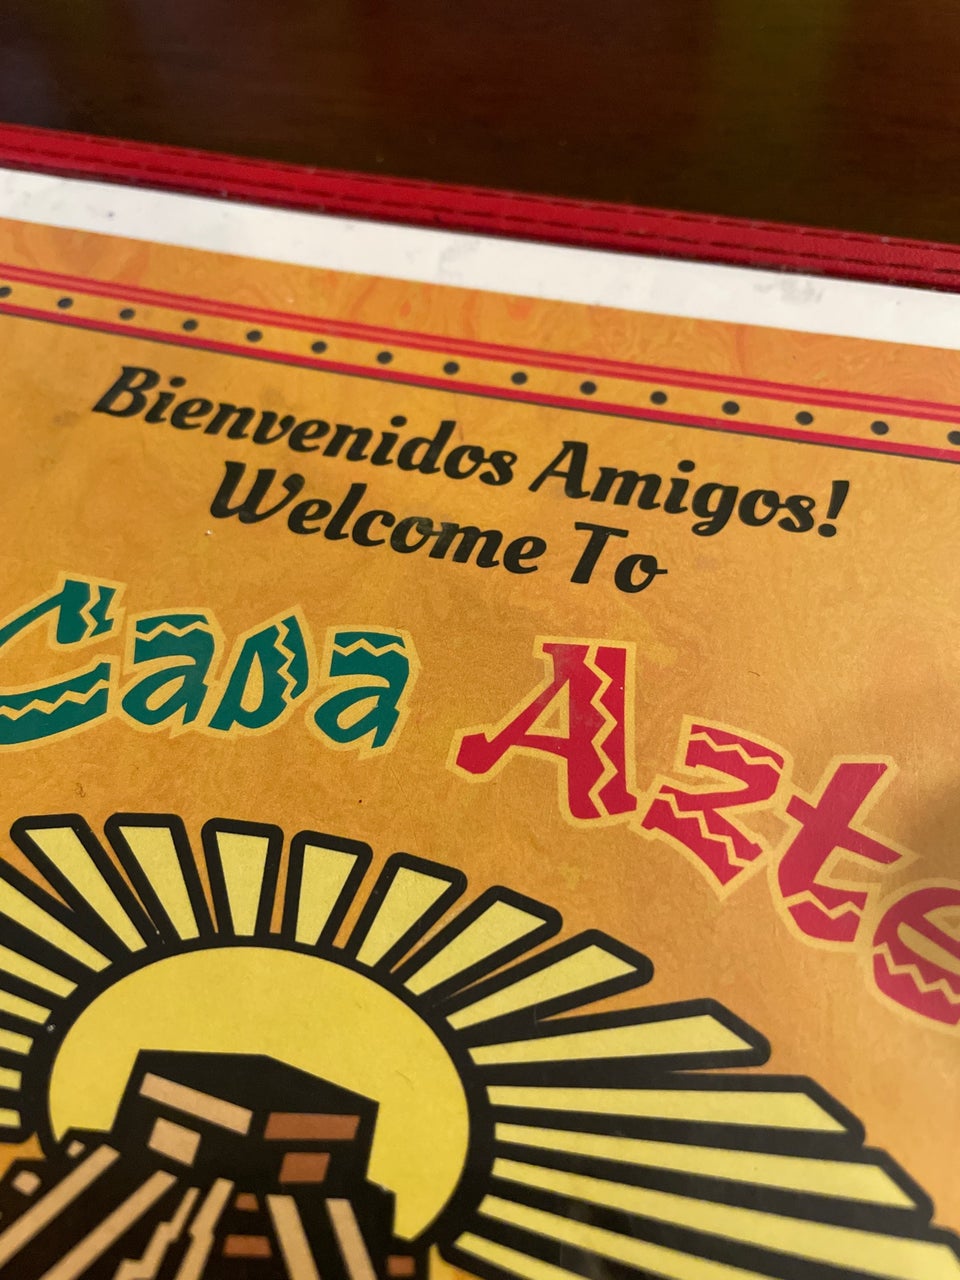 Bienvenidos Amigos!
Welcome To
Casa Azte